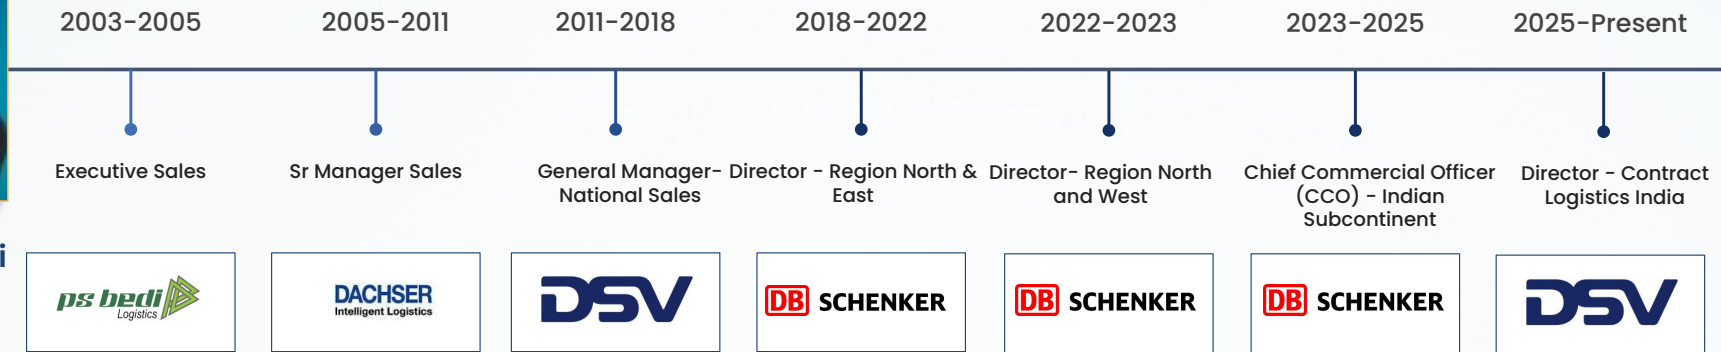 2003-2005
2005-2011
2011-2018
2018-2022
2022-2023
2023-2025
2025-Present
Executive Sales
Sr Manager Sales
General Manager-
National Sales
Director - Region North &
East
Director- Region North
and West
Chief Commercial Officer
(CCO) - Indian
Subcontinent
Director - Contract
Logistics India
i
ps bedi
Logistics
DACHSER
Intelligent Logistics
DSV
DB SCHENKER
DB SCHENKER
DB SCHENKER
DSV